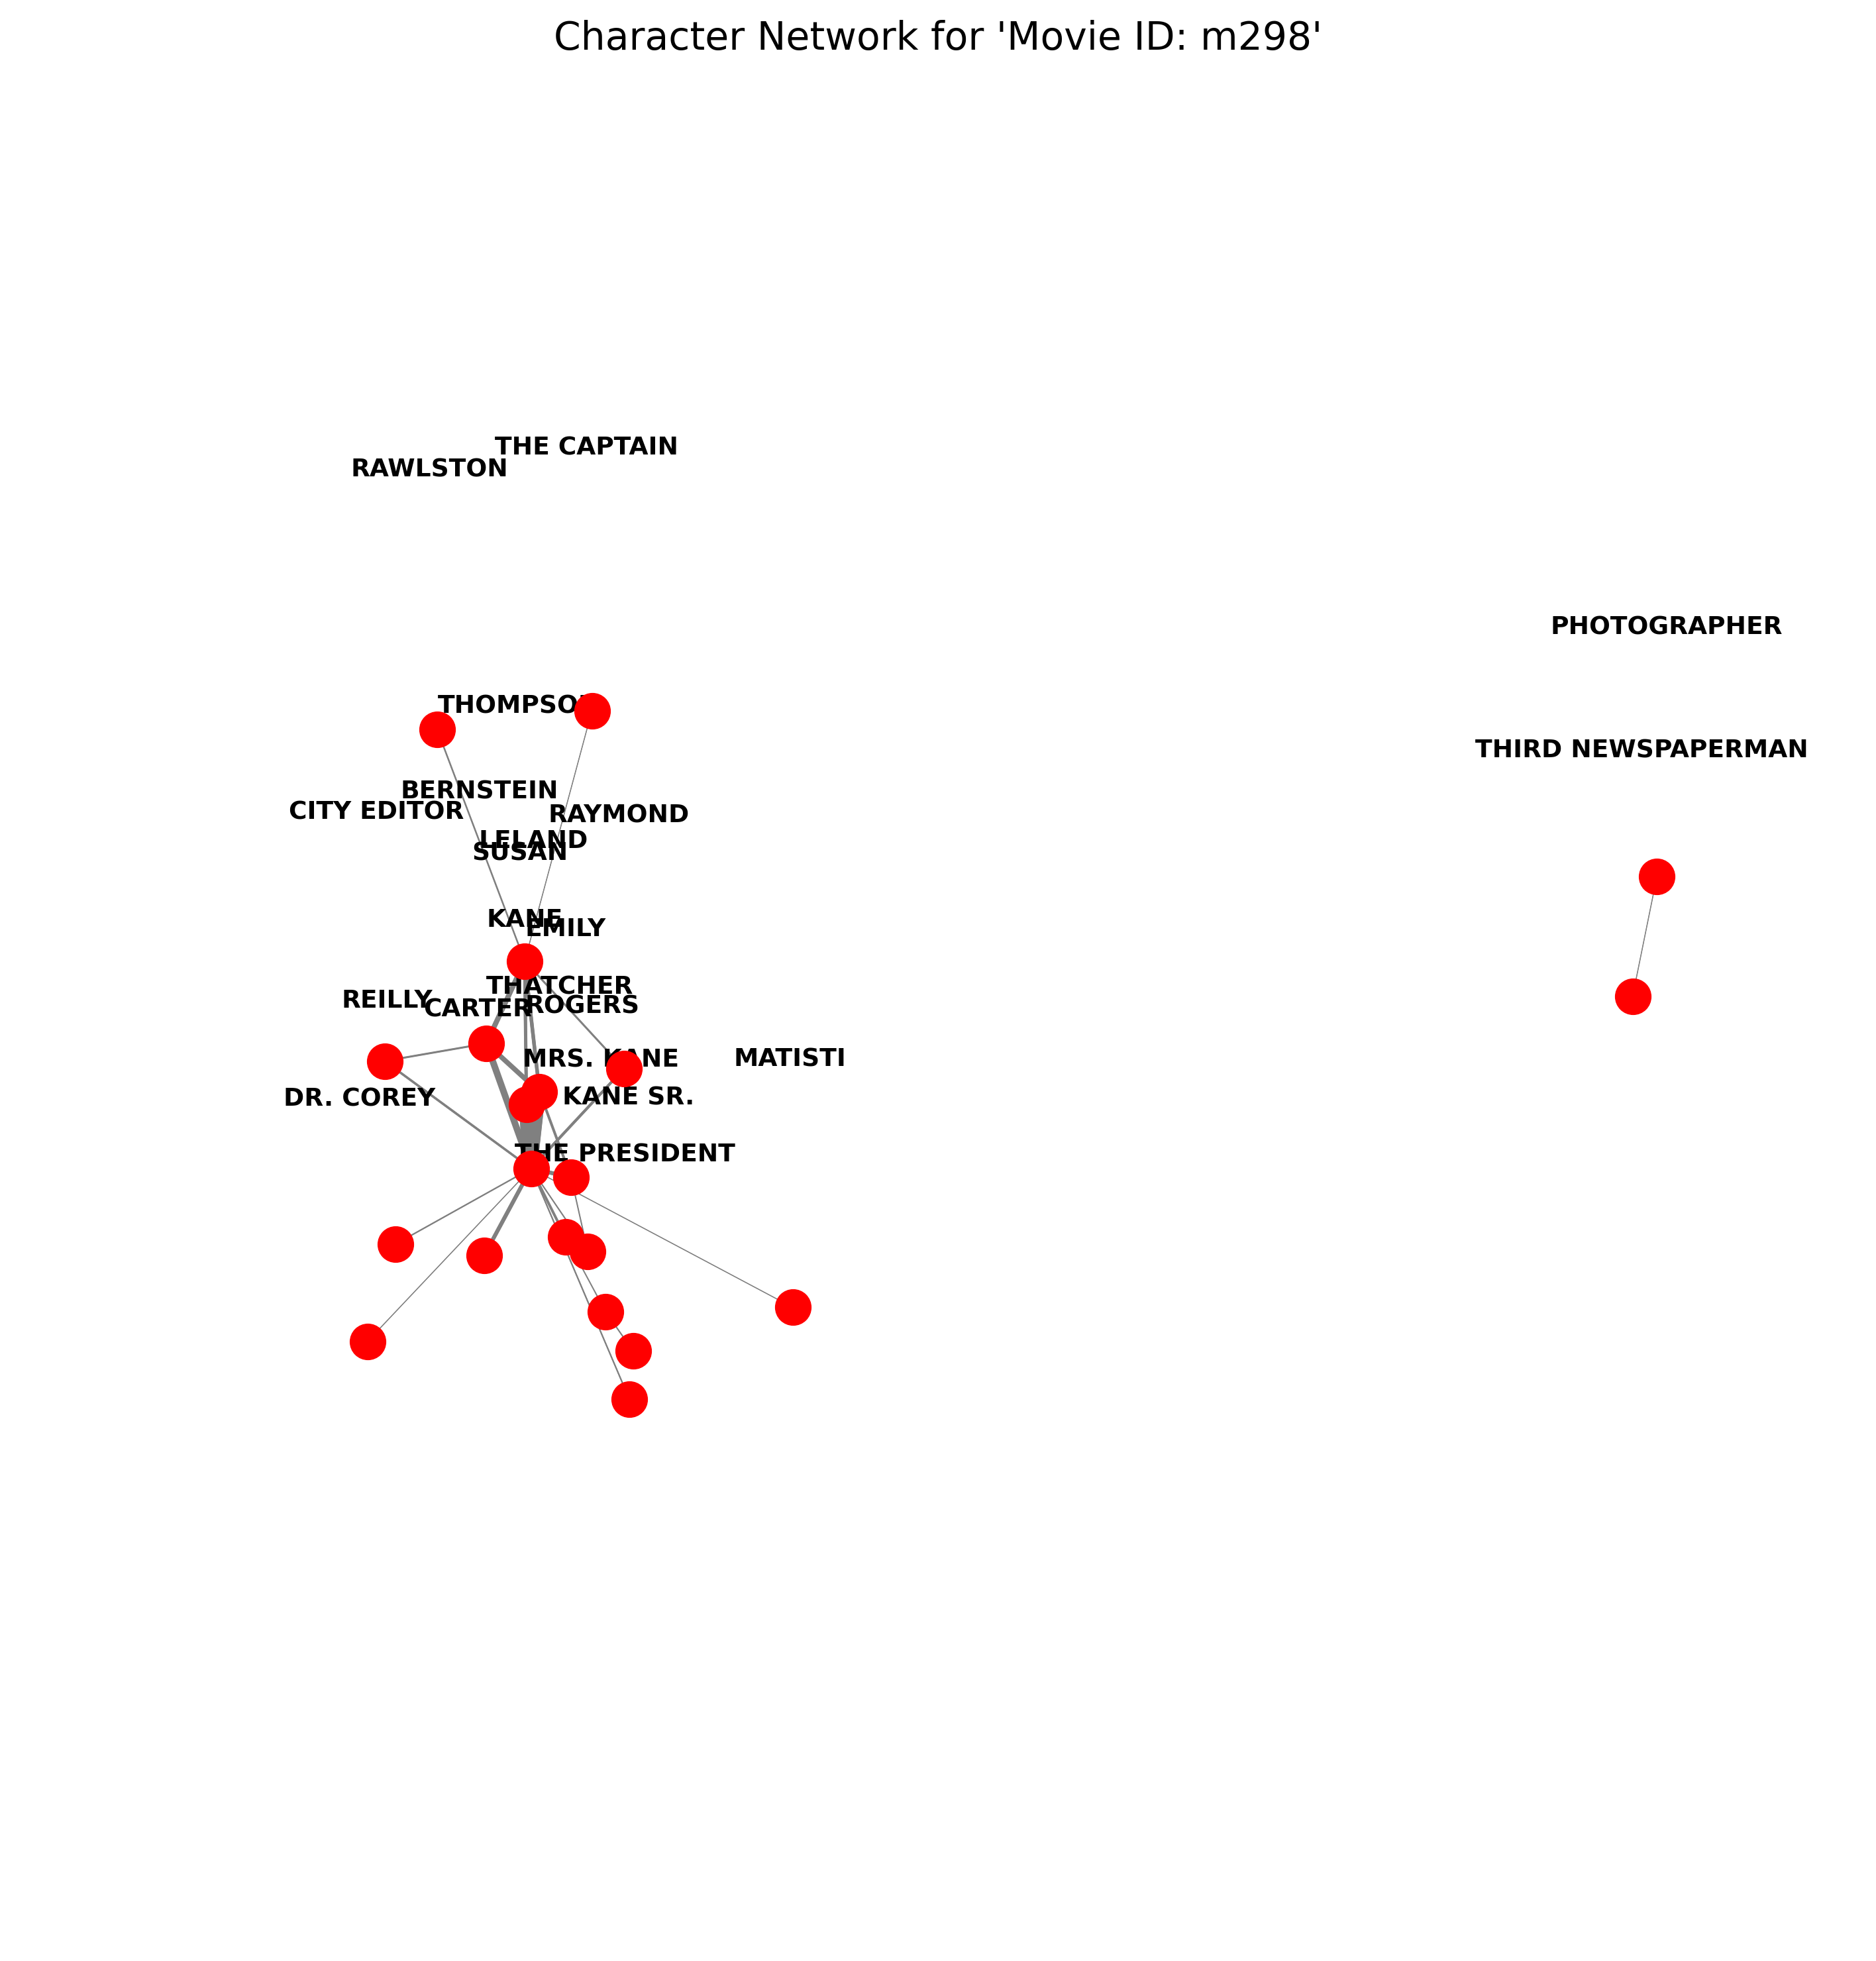 Character Network for 'Movie ID: m298'
THE CAPTAIN
RAWLSTON
PHOTOGRAPHER
THOMPSON
THIRD NEWSPAPERMAN
BERNSTEIN
CITY EDITOR
RAYMOND
LELAND
SUSAN
KANE
EMILY
THATCHER
REILLY
ROGERS
CARTER
MRS. KANE
MATISTI
KANE SR.
DR. COREY
THE PRESIDENT